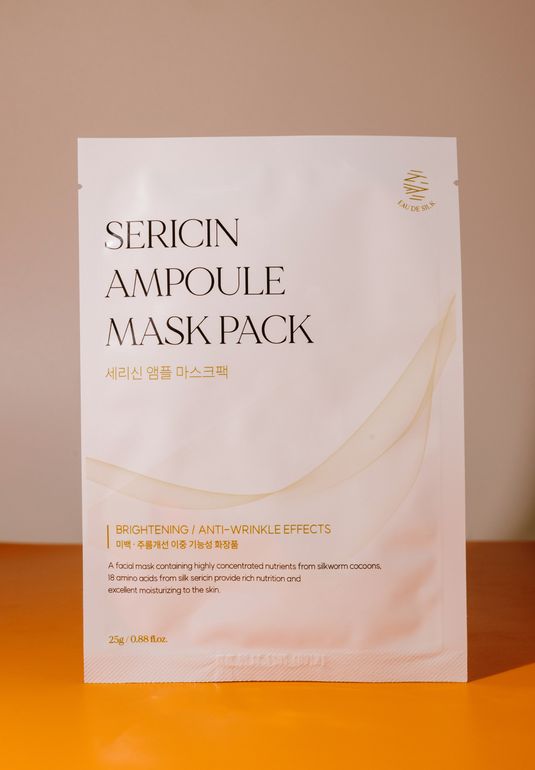 EAU DE SILK
SERICIN
AMPOULE
MASK PACK
세리신 앰플 마스크팩
BRIGHTENING / ANTI-WRINKLE EFFECTS
미백 · 주름개선 이중 기능성 화장품
A facial mask containing highly concentrated nutrients from silkworm cocoons,
18 amino acids from silk sericin provide rich nutrition and
excellent moisturizing to the skin.
25g / 0.88 fl.oz.